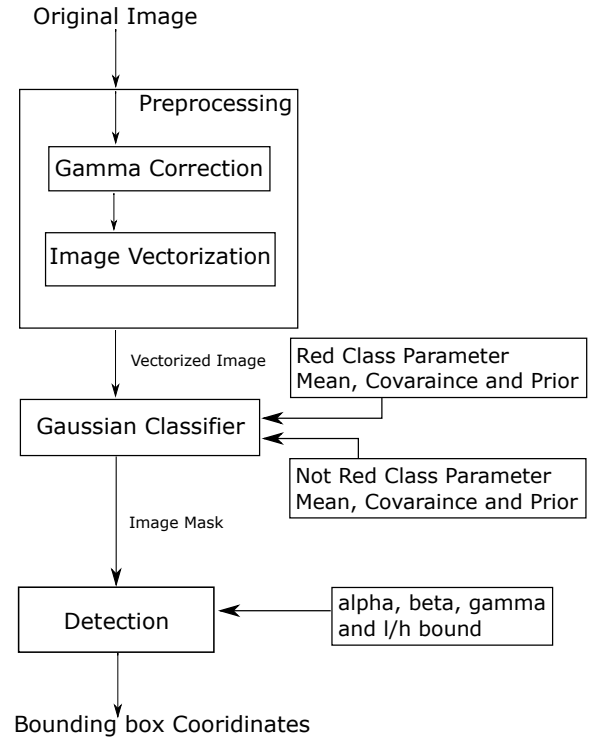 Original Image
Preprocessing
Gamma Correction
Image Vectorization
Vectorized Image
Red Class Parameter
Mean, Covaraince and Prior
Gaussian Classifier
Not Red Class Parameter
Mean, Covaraince and Prior
Image Mask
Detection
alpha, beta, gamma
and l/h bound
Bounding box Cooridinates